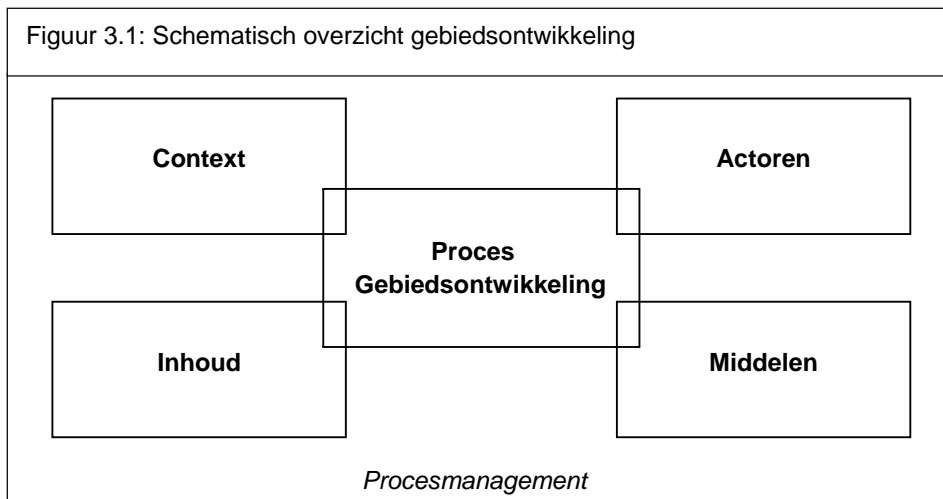 Figuur 3.1: Schematisch overzicht gebiedsontwikkeling
Context
Actoren
Proces
Gebiedsontwikkeling
Inhoud
Middelen
Procesmanagement